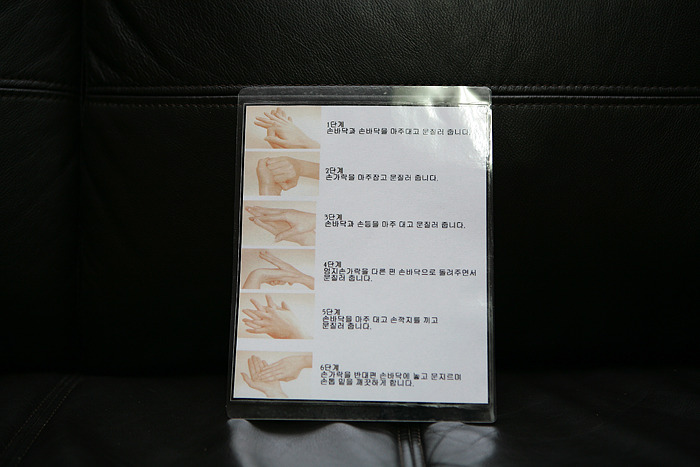 1단계
손바닥과 손바닥을 마주대고 문질러 줍니다.
2단계
손가락을 마주잡고 문질러 줍니다.
3단계
손바닥과 손등을 마주 대고 문질러 줍니다.
4단계
엄지손가락을 다른 편 손바닥으로 돌려주면서
문질러 줍니다.
5단계
손바닥을 마주 대고 손깍지를 끼고
문질러 줍니다.
6단계
손가락을 반대편 손바닥에 놓고 문지르며
손톱 밑을 깨끗하게 합니다.